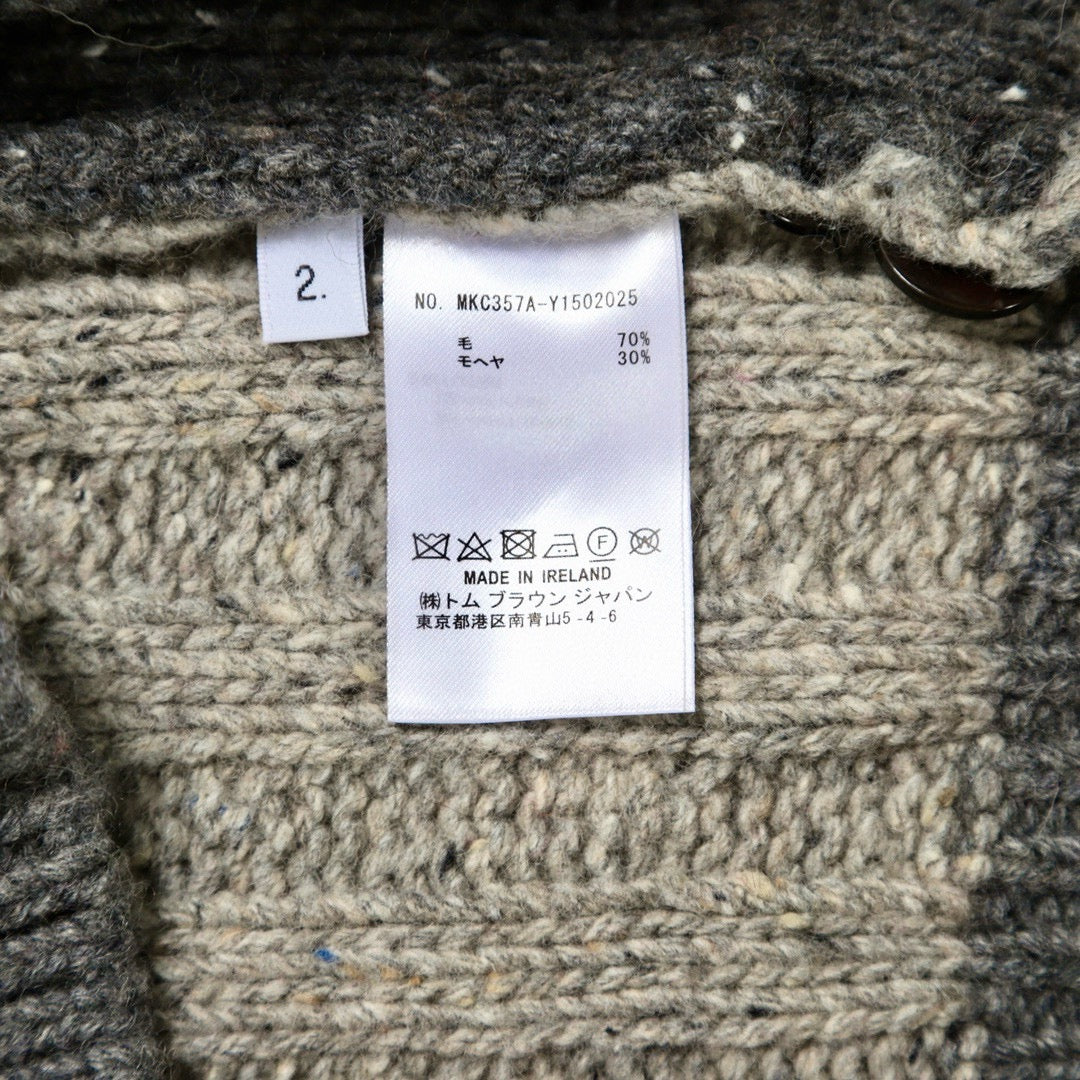 2.
NO. MKC357A-Y1502025
毛 70%
モヘヤ 30%
F
W
MADE IN IRELAND
㈱トム ブラウン ジャパン
東京都港区南青山5-4-6